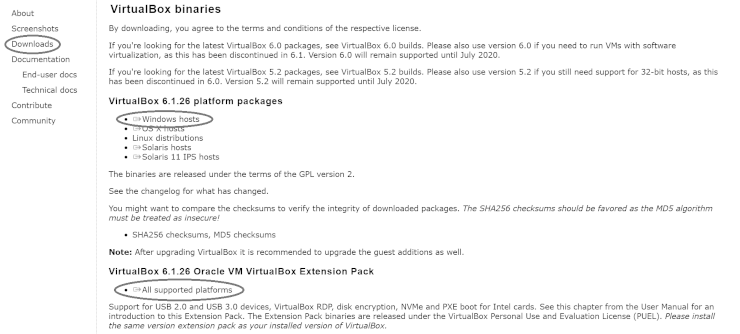 About
Screenshots
Downloads
Documentation
End-user docs
Technical docs
Contribute
Community
VirtualBox binaries
By downloading, you agree to the terms and conditions of the respective license.
If you're looking for the latest VirtualBox 6.0 packages, see VirtualBox 6.0 builds. Please also use version 6.0 if you need to run VMs with software
virtualization, as this has been discontinued in 6.1. Version 6.0 will remain supported until July 2020.
If you're looking for the latest VirtualBox 5.2 packages, see VirtualBox 5.2 builds. Please also use version 5.2 if you still need support for 32-bit hosts, as this
has been discontinued in 6.0. Version 5.2 will remain supported until July 2020.
VirtualBox 6.1.26 platform packages
Windows hosts
OS X hosts
Linux distributions
Solaris hosts
Solaris 11 IPS hosts
The binaries are released under the terms of the GPL version 2.
See the changelog for what has changed.
You might want to compare the checksums to verify the integrity of downloaded packages. The SHA256 checksums should be favored as the MD5 algorithm
must be treated as insecure!
SHA256 checksums, MD5 checksums
Note: After upgrading VirtualBox it is recommended to upgrade the guest additions as well.
VirtualBox 6.1.26 Oracle VM VirtualBox Extension Pack
All supported platforms
Support for USB 2.0 and USB 3.0 devices, VirtualBox RDP, disk encryption, NVMe and PXE boot for Intel cards. See this chapter from the User Manual for an
introduction to this Extension Pack. The Extension Pack binaries are released under the VirtualBox Personal Use and Evaluation License (PUEL). Please install
the same version extension pack as your installed version of VirtualBox.